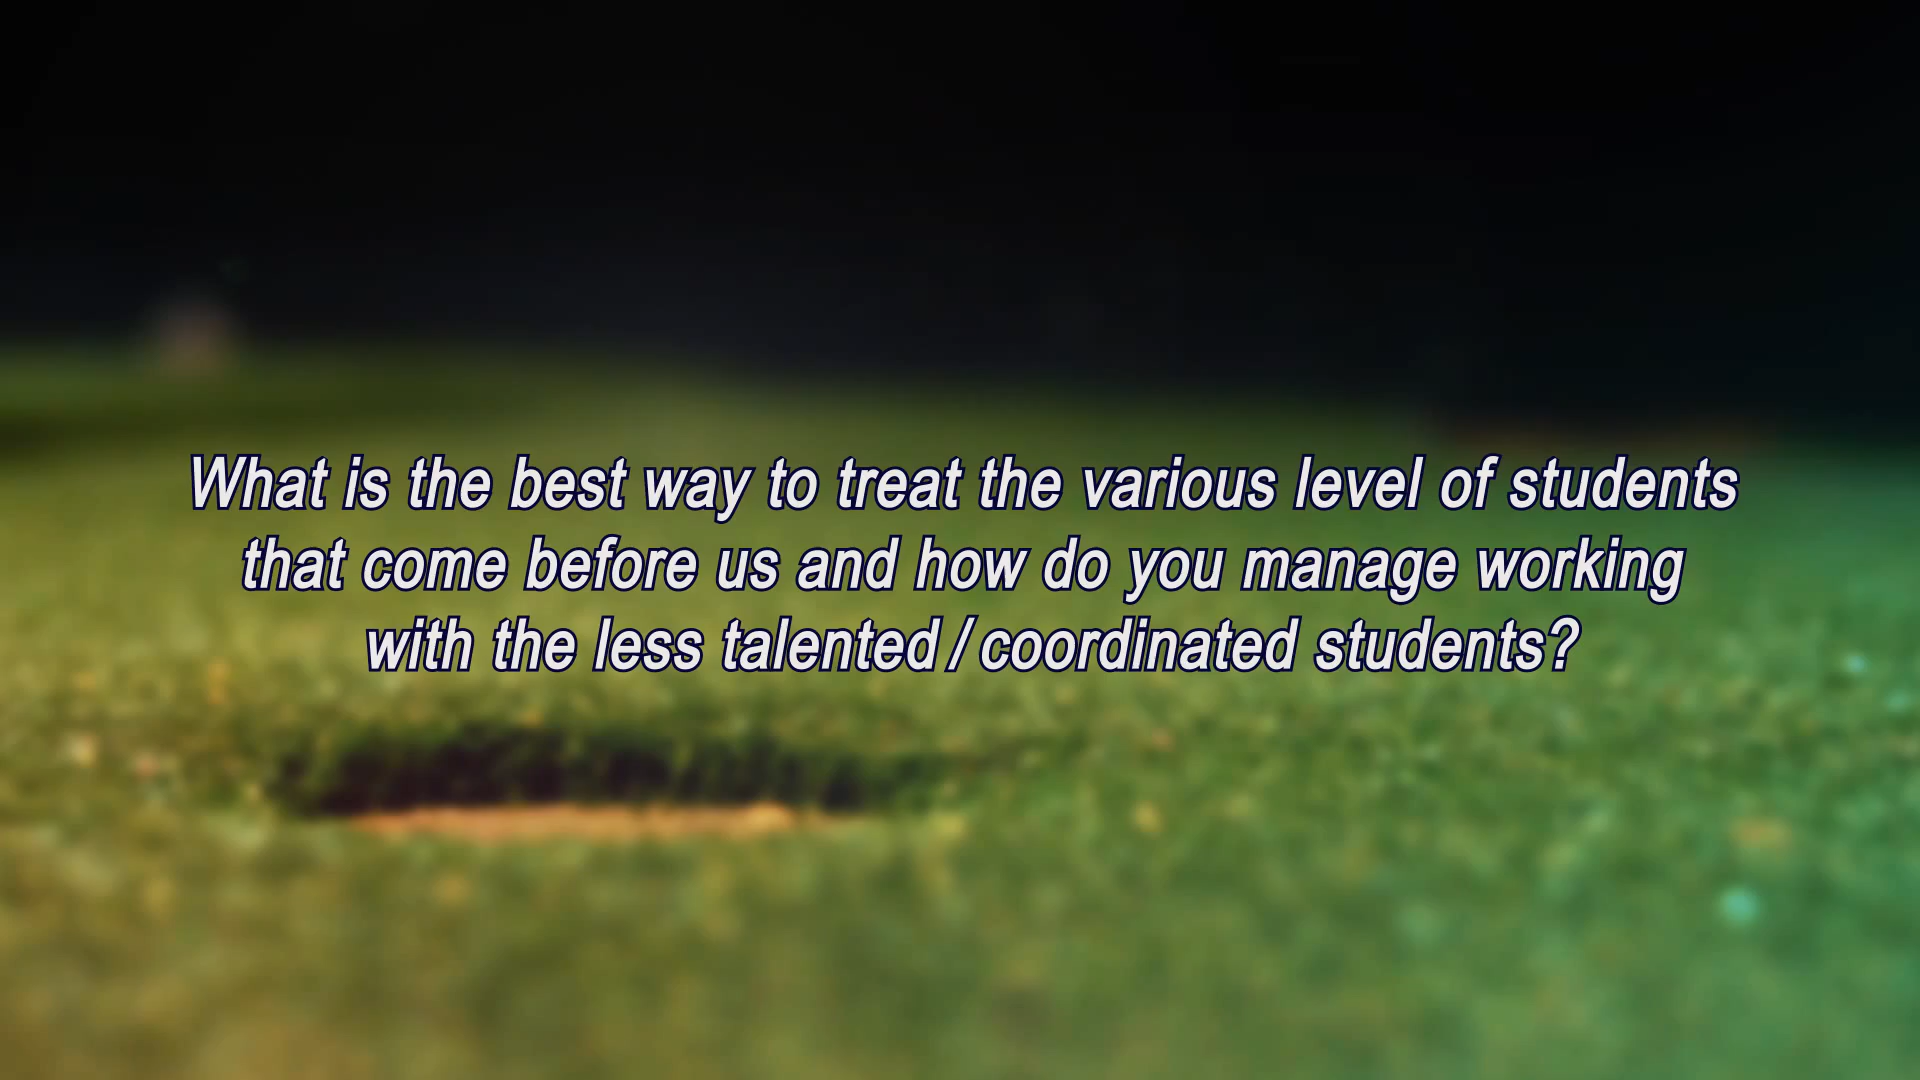 What is the best way to treat the various level of students
that come before us and how do you manage working
with the less talented / coordinated students?